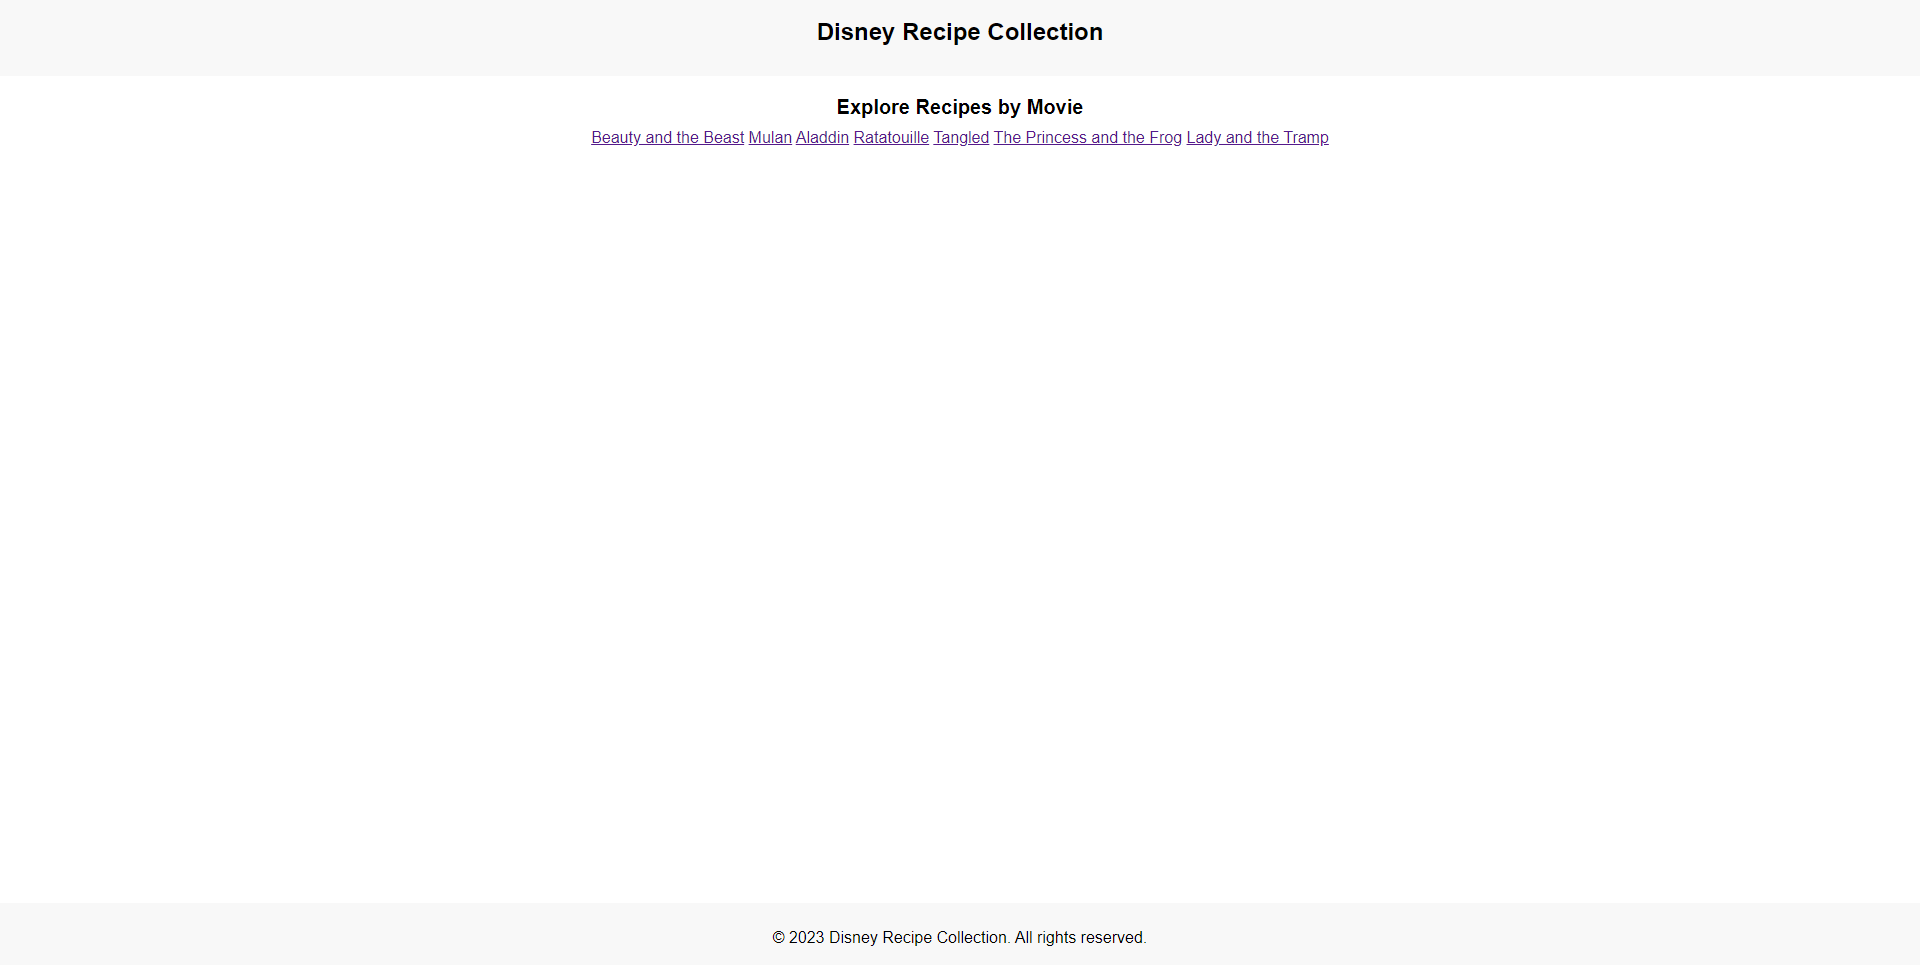 Disney Recipe Collection
Explore Recipes by Movie
Beauty and the Beast Mulan Aladdin Ratatouille Tangled The Princess and the Frog Lady and the Tramp
© 2023 Disney Recipe Collection. All rights reserved.